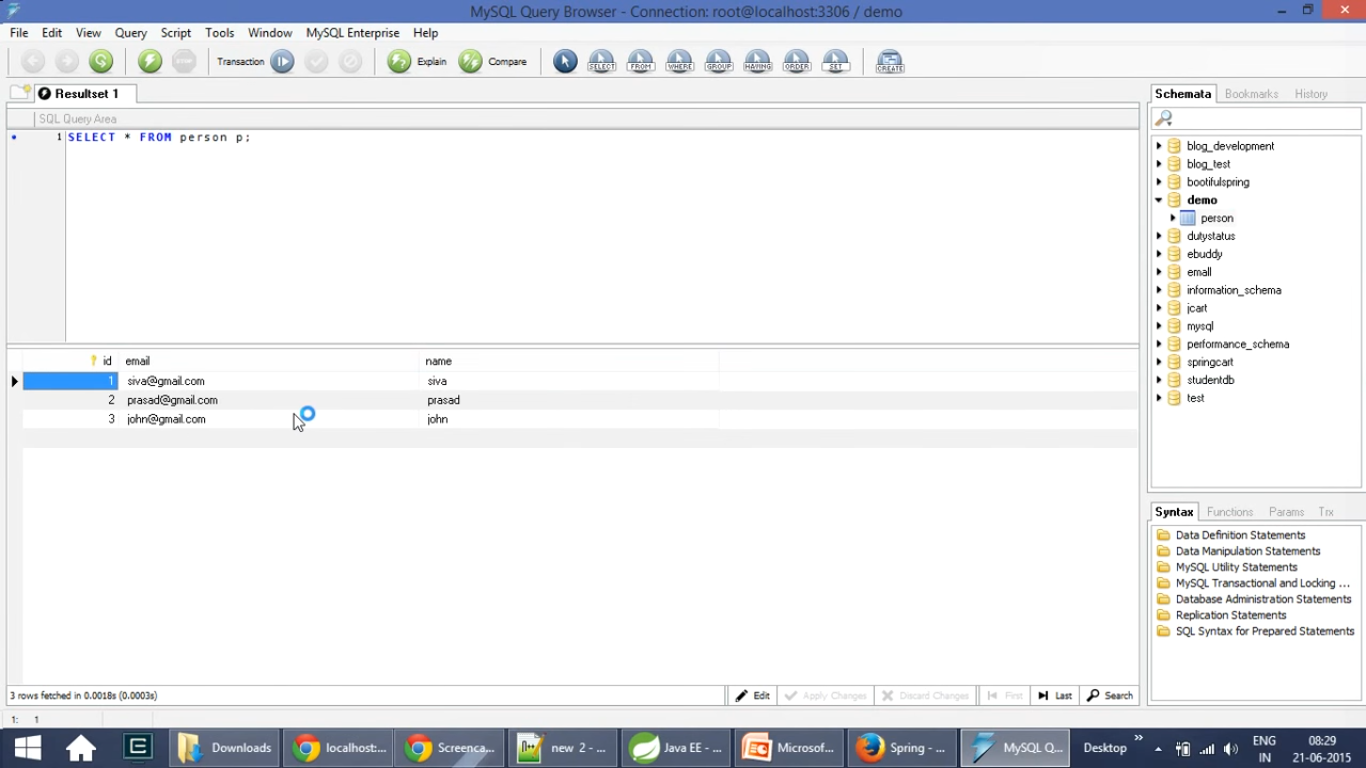 MySQL Query Browser - Connection: root@localhost:3306 / demo
File Edit View Query Script Tools Window MySQL Enterprise Help
Transaction Explain Compare SELECT FROM WHERE GROUP HAVING ORDER SET CREATE
Resultset 1
SQL Query Area
1 SELECT * FROM person p;
id email name
1 siva@gmail.com siva
2 prasad@gmail.com prasad
3 john@gmail.com john
3 rows fetched in 0.0018s (0.0003s)
Edit Apply Changes Discard Changes First Last Search
1: 1
Schemata Bookmarks History
blog_development
blog_test
bootifulspring
demo
person
dutystatus
ebuddy
emall
information_schema
jcart
mysql
performance_schema
springcart
studentdb
test
Syntax Functions Params Trx
Data Definition Statements
Data Manipulation Statements
MySQL Utility Statements
MySQL Transactional and Locking ...
Database Administration Statements
Replication Statements
SQL Syntax for Prepared Statements
Downloads localhost:... Screenca... new 2 - ... Java EE - ... Microsof... Spring - ... MySQL Q... Desktop
ENG
IN
08:29
21-06-2015